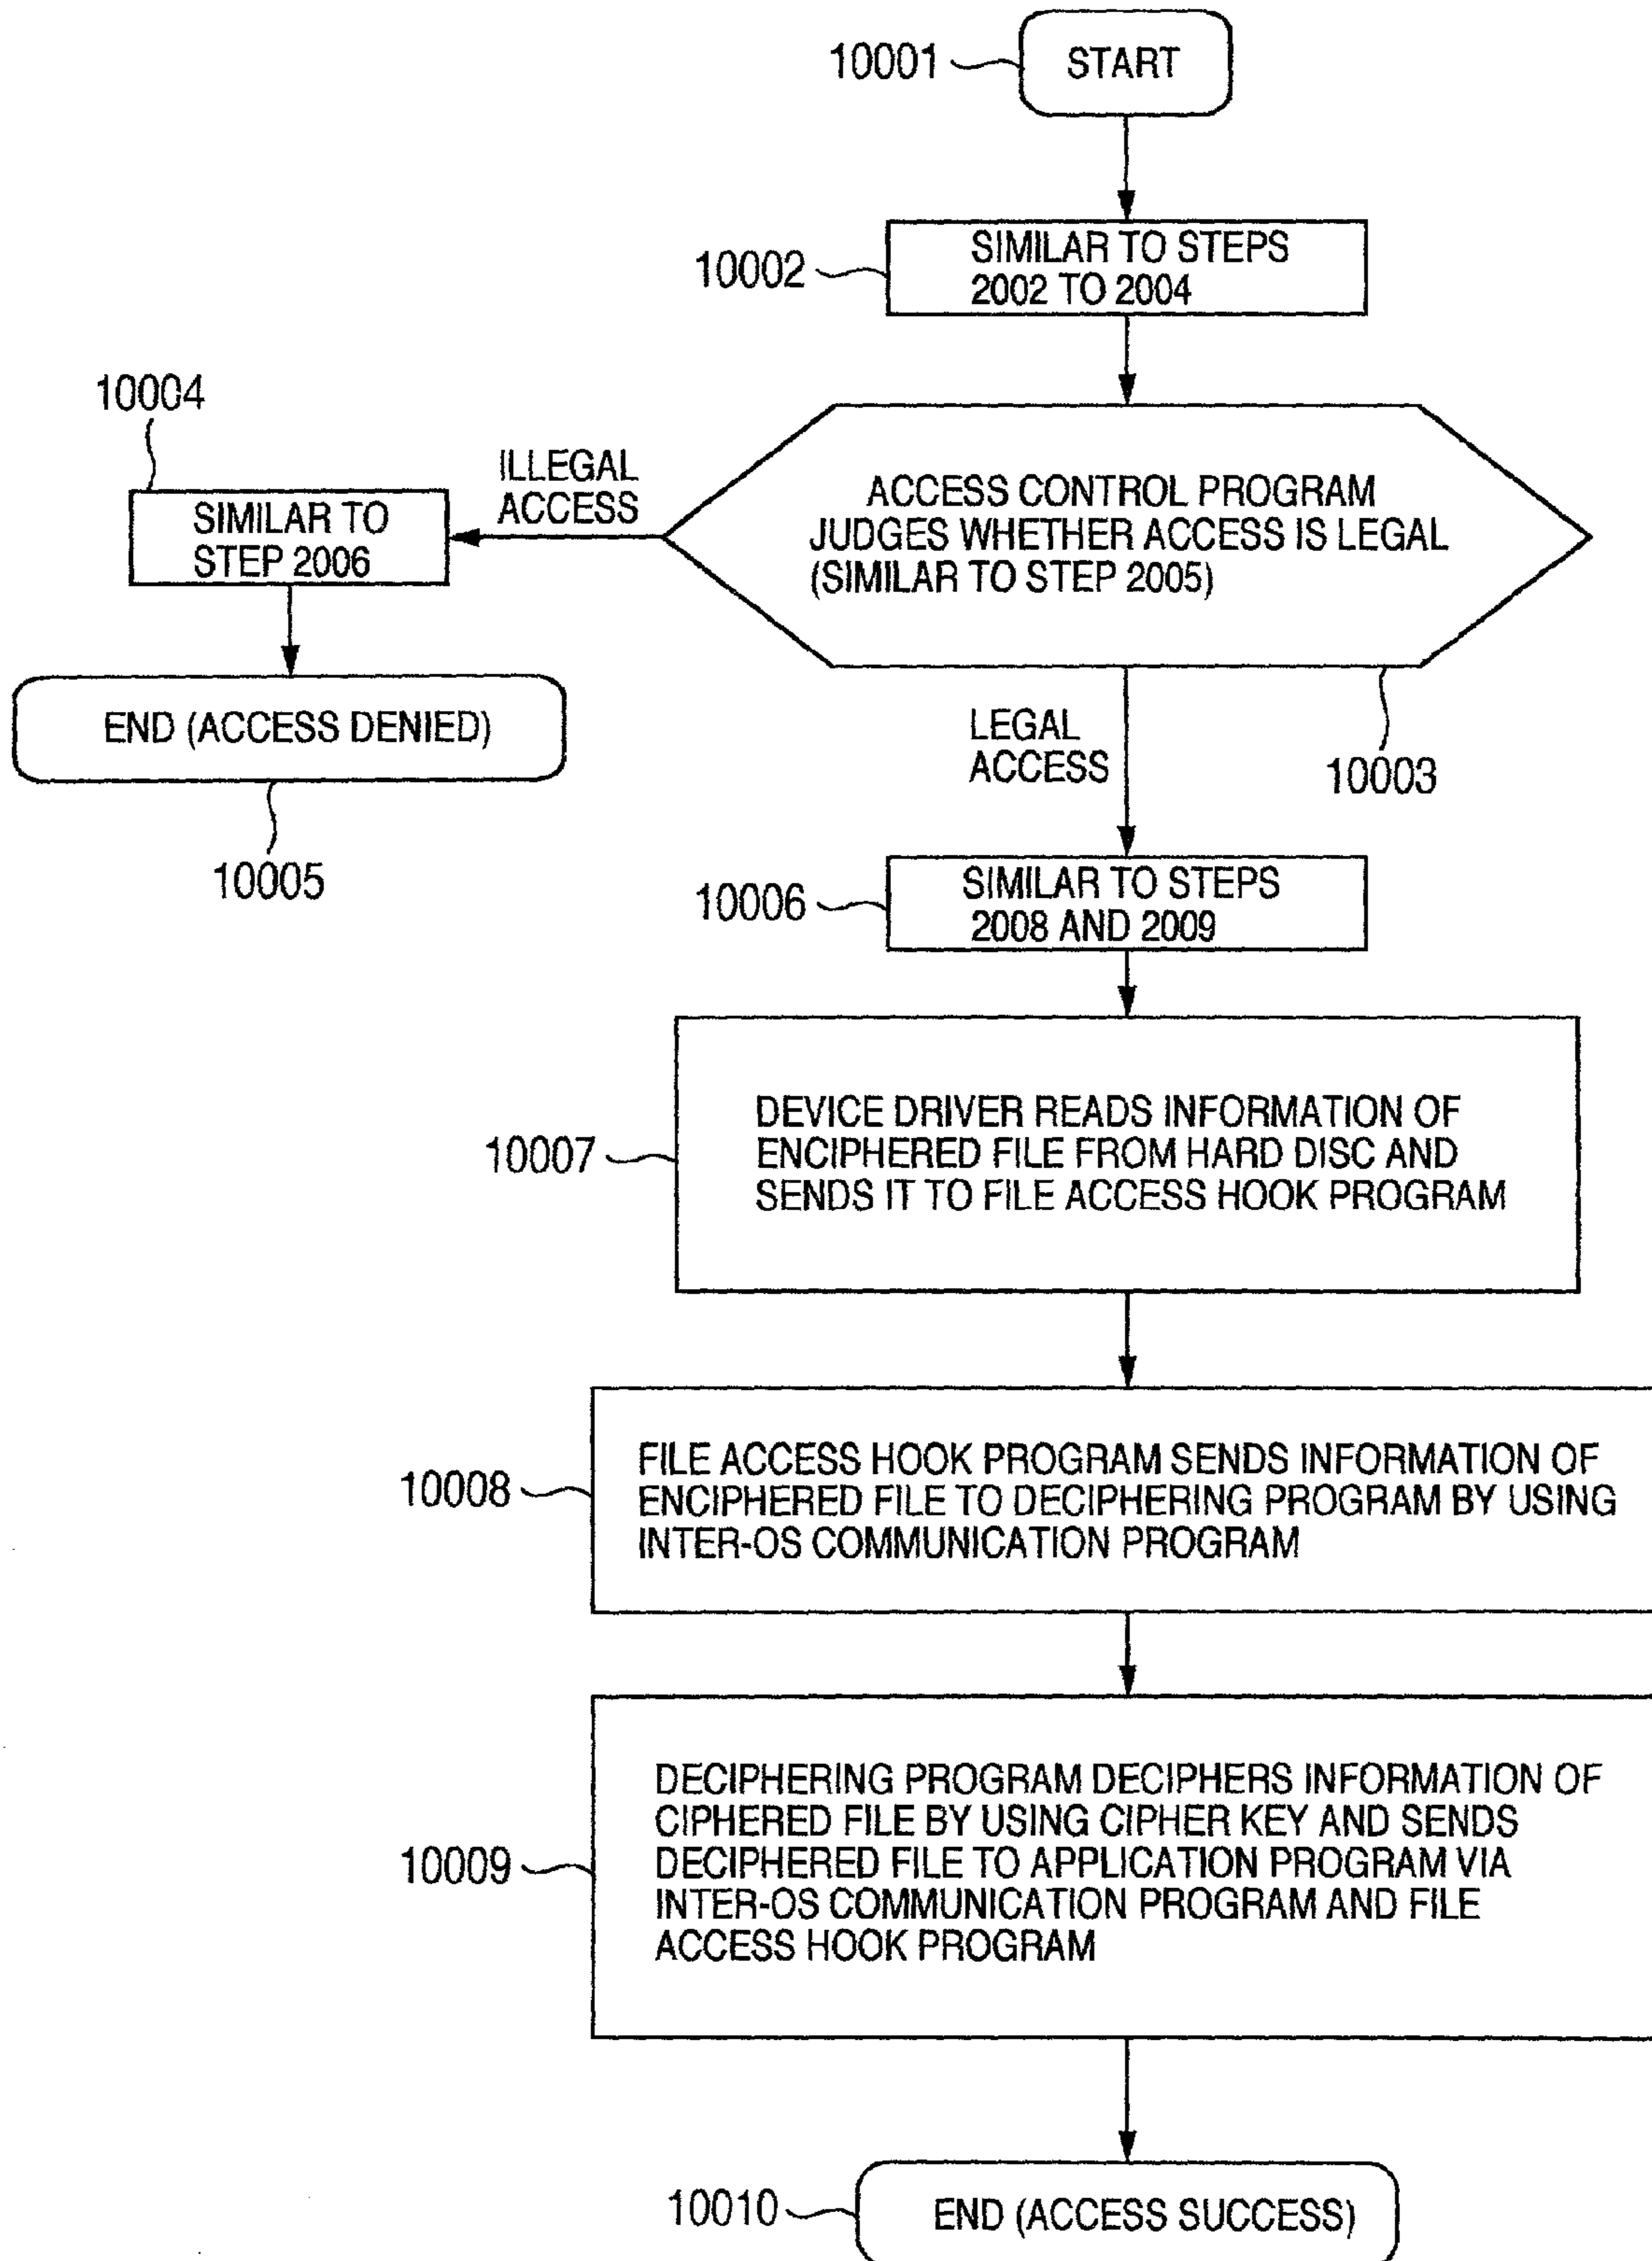 10001
START
10002
SIMILAR TO STEPS
2002 TO 2004
10004
ILLEGAL
ACCESS
SIMILAR TO
STEP 2006
ACCESS CONTROL PROGRAM
JUDGES WHETHER ACCESS IS LEGAL
(SIMILAR TO STEP 2005)
END (ACCESS DENIED)
LEGAL
ACCESS
10003
10005
10006
SIMILAR TO STEPS
2008 AND 2009
10007
DEVICE DRIVER READS INFORMATION OF
ENCIPHERED FILE FROM HARD DISC AND
SENDS IT TO FILE ACCESS HOOK PROGRAM
10008
FILE ACCESS HOOK PROGRAM SENDS INFORMATION OF
ENCIPHERED FILE TO DECIPHERING PROGRAM BY USING
INTER-OS COMMUNICATION PROGRAM
10009
DECIPHERING PROGRAM DECIPHERS INFORMATION OF
CIPHERED FILE BY USING CIPHER KEY AND SENDS
DECIPHERED FILE TO APPLICATION PROGRAM VIA
INTER-OS COMMUNICATION PROGRAM AND FILE
ACCESS HOOK PROGRAM
10010
END (ACCESS SUCCESS)